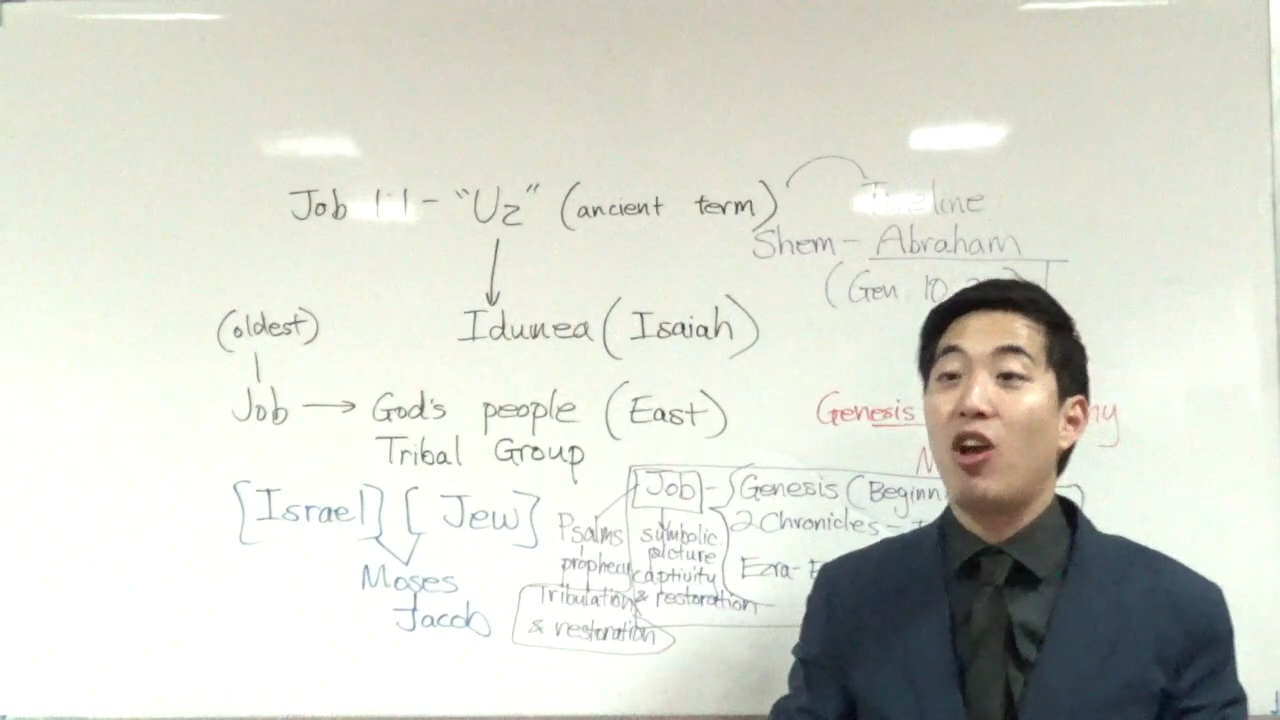 Job 1:1 - "Uz" (ancient term)
Timeline
Shem - Abraham
(Gen 10,
Idumea (Isaiah)
(oldest)
Job → God's people (East)
Tribal Group
Genesis
[Israel] [Jew]
Moses
Jacob
Job - { Genesis (Beginn
2 Chronicles -
Ezra -
Psalms
prophecy
Tribulation
& restoration
symbolic
picture
captivity
& restoration